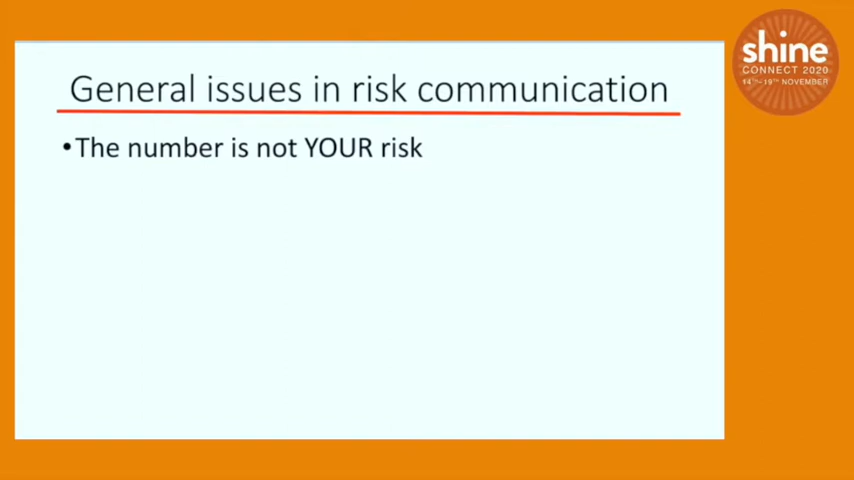 shine
CONNECT 2020
14TH-19TH NOVEMBER
General issues in risk communication
•The number is not YOUR risk